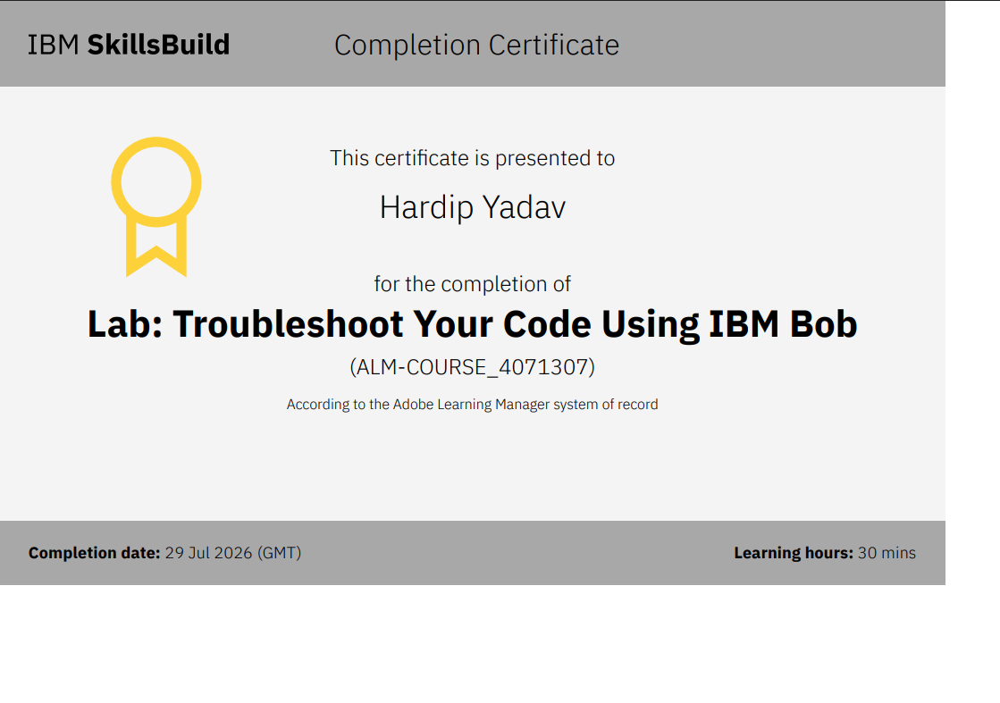 IBM SkillsBuild
Completion Certificate
This certificate is presented to
Hardip Yadav
for the completion of
Lab: Troubleshoot Your Code Using IBM Bob
(ALM-COURSE_4071307)
According to the Adobe Learning Manager system of record
Completion date: 29 Jul 2026 (GMT)
Learning hours: 30 mins